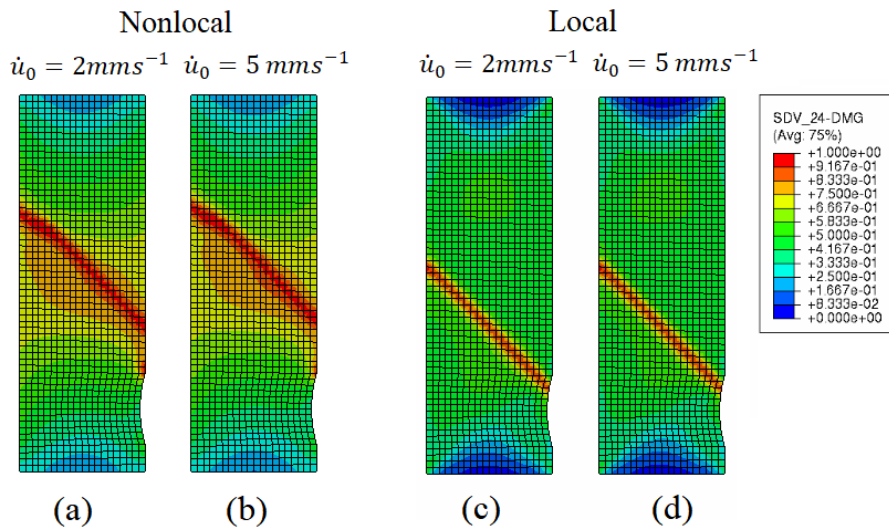 Nonlocal
Local
u̇₀ = 2mms⁻¹
u̇₀ = 5 mms⁻¹
u̇₀ = 2mms⁻¹
u̇₀ = 5 mms⁻¹
SDV_24-DMG
(Avg: 75%)
+1.000e+00
+9.167e-01
+8.333e-01
+7.500e-01
+6.667e-01
+5.833e-01
+5.000e-01
+4.167e-01
+3.333e-01
+2.500e-01
+1.667e-01
+8.333e-02
+0.000e+00
(a)
(b)
(c)
(d)